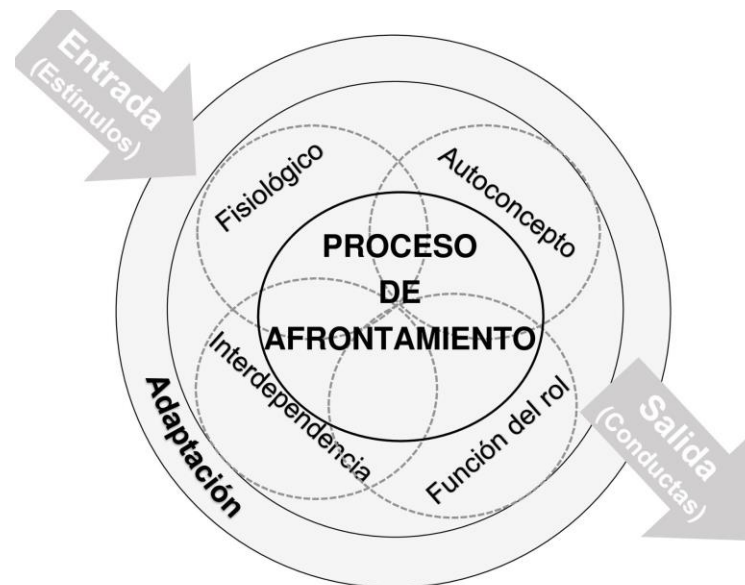 Entrada
(Estímulos)
Fisiológico
Autoconcepto
PROCESO
DE
AFRONTAMIENTO
Interdependencia
Función del rol
Adaptación
Salida
(Conductas)